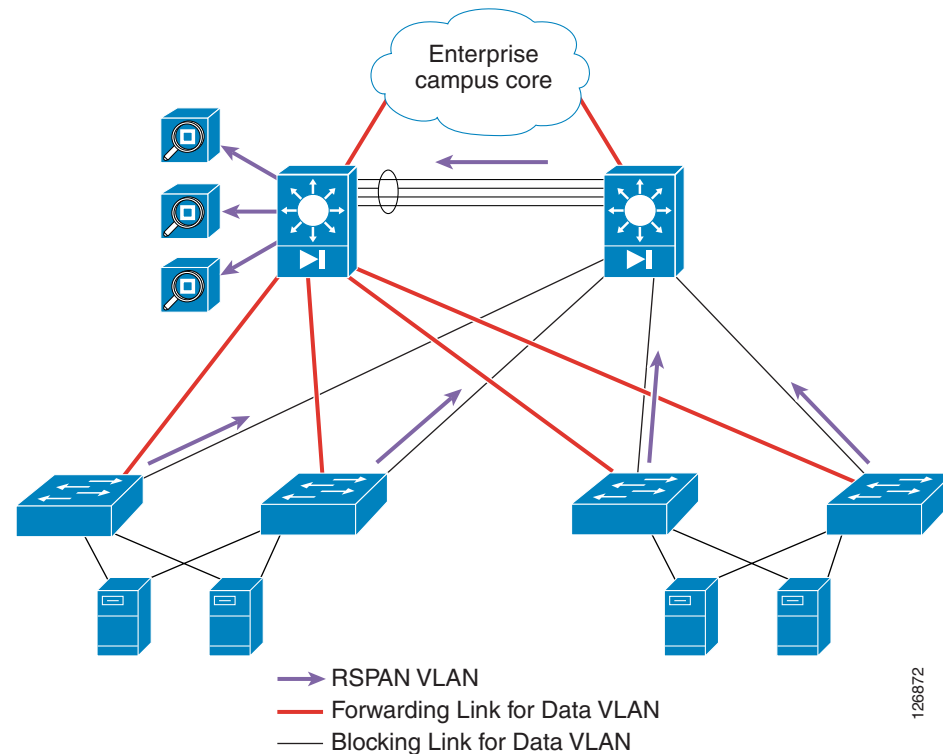 Enterprise
campus core
RSPAN VLAN
Forwarding Link for Data VLAN
Blocking Link for Data VLAN
126872